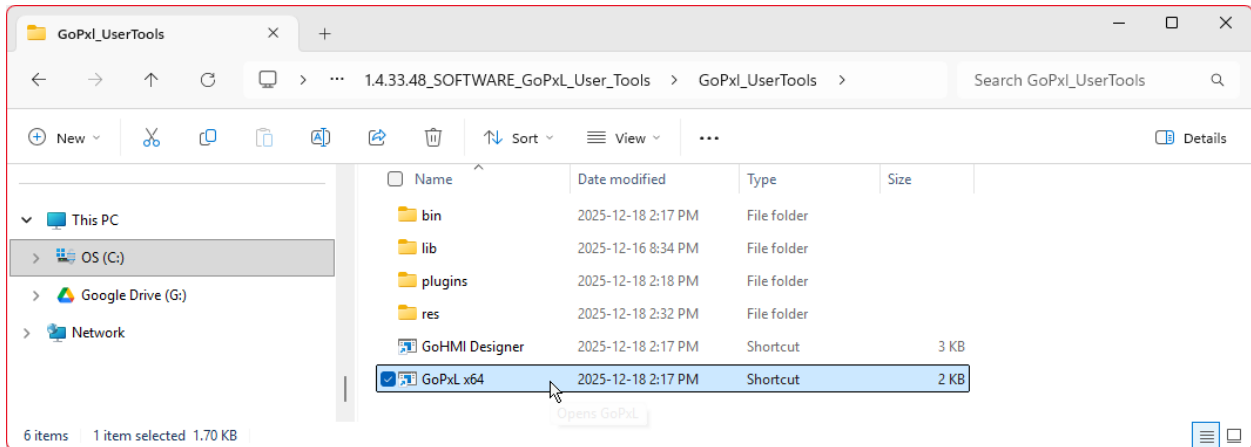 GoPxl_UserTools
1.4.33.48_SOFTWARE_GoPxL_User_Tools > GoPxl_UserTools >
Search GoPxl_UserTools
New
Sort
View
Details
Name Date modified Type Size
This PC
OS (C:)
Google Drive (G:)
Network
bin 2025-12-18 2:17 PM File folder
lib 2025-12-16 8:34 PM File folder
plugins 2025-12-18 2:18 PM File folder
res 2025-12-18 2:32 PM File folder
GoHMI Designer 2025-12-18 2:17 PM Shortcut 3 KB
GoPxL x64 2025-12-18 2:17 PM Shortcut 2 KB
Opens GoPxL
6 items 1 item selected 1.70 KB